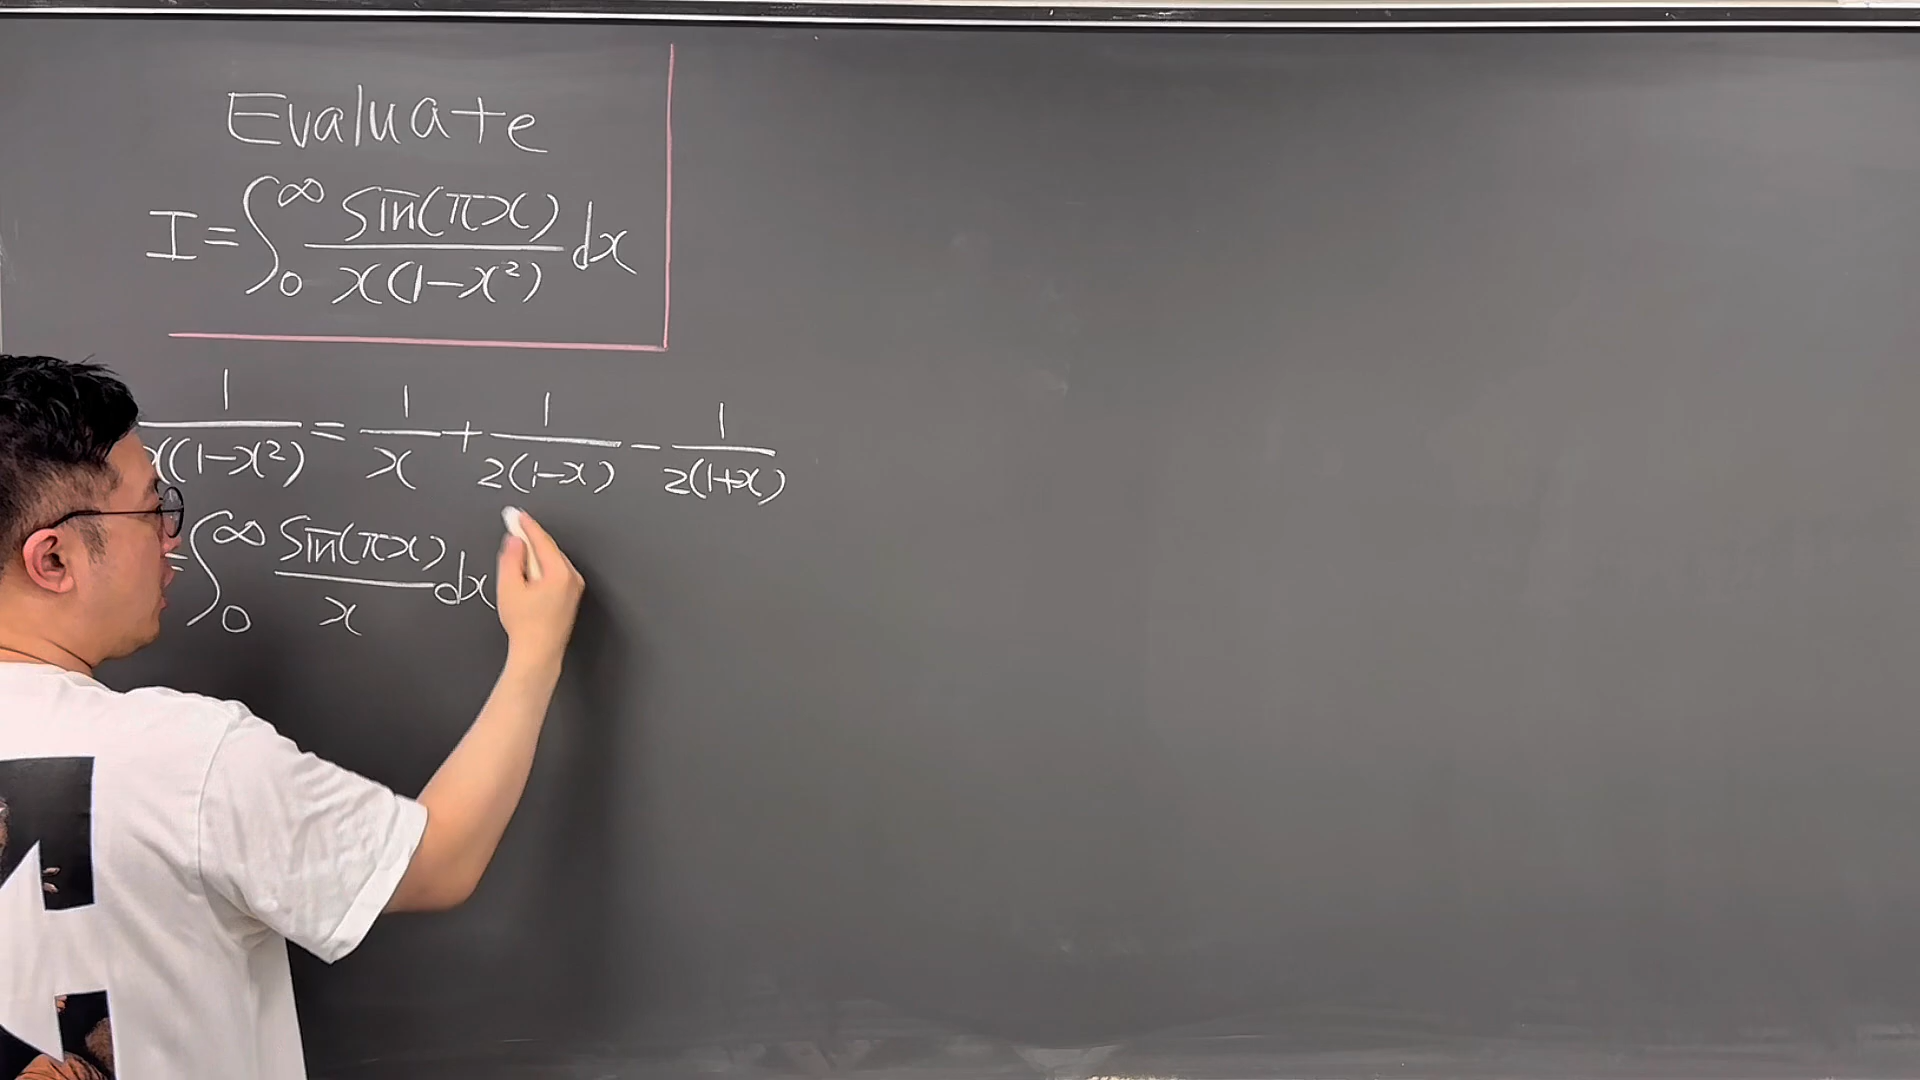 Evaluate
I=∫₀^∞ sin(πx)/(x(1-x²)) dx
1/(x(1-x²)) = 1/x + 1/(2(1-x)) - 1/(2(1+x))
=∫₀^∞ sin(πx)/x dx